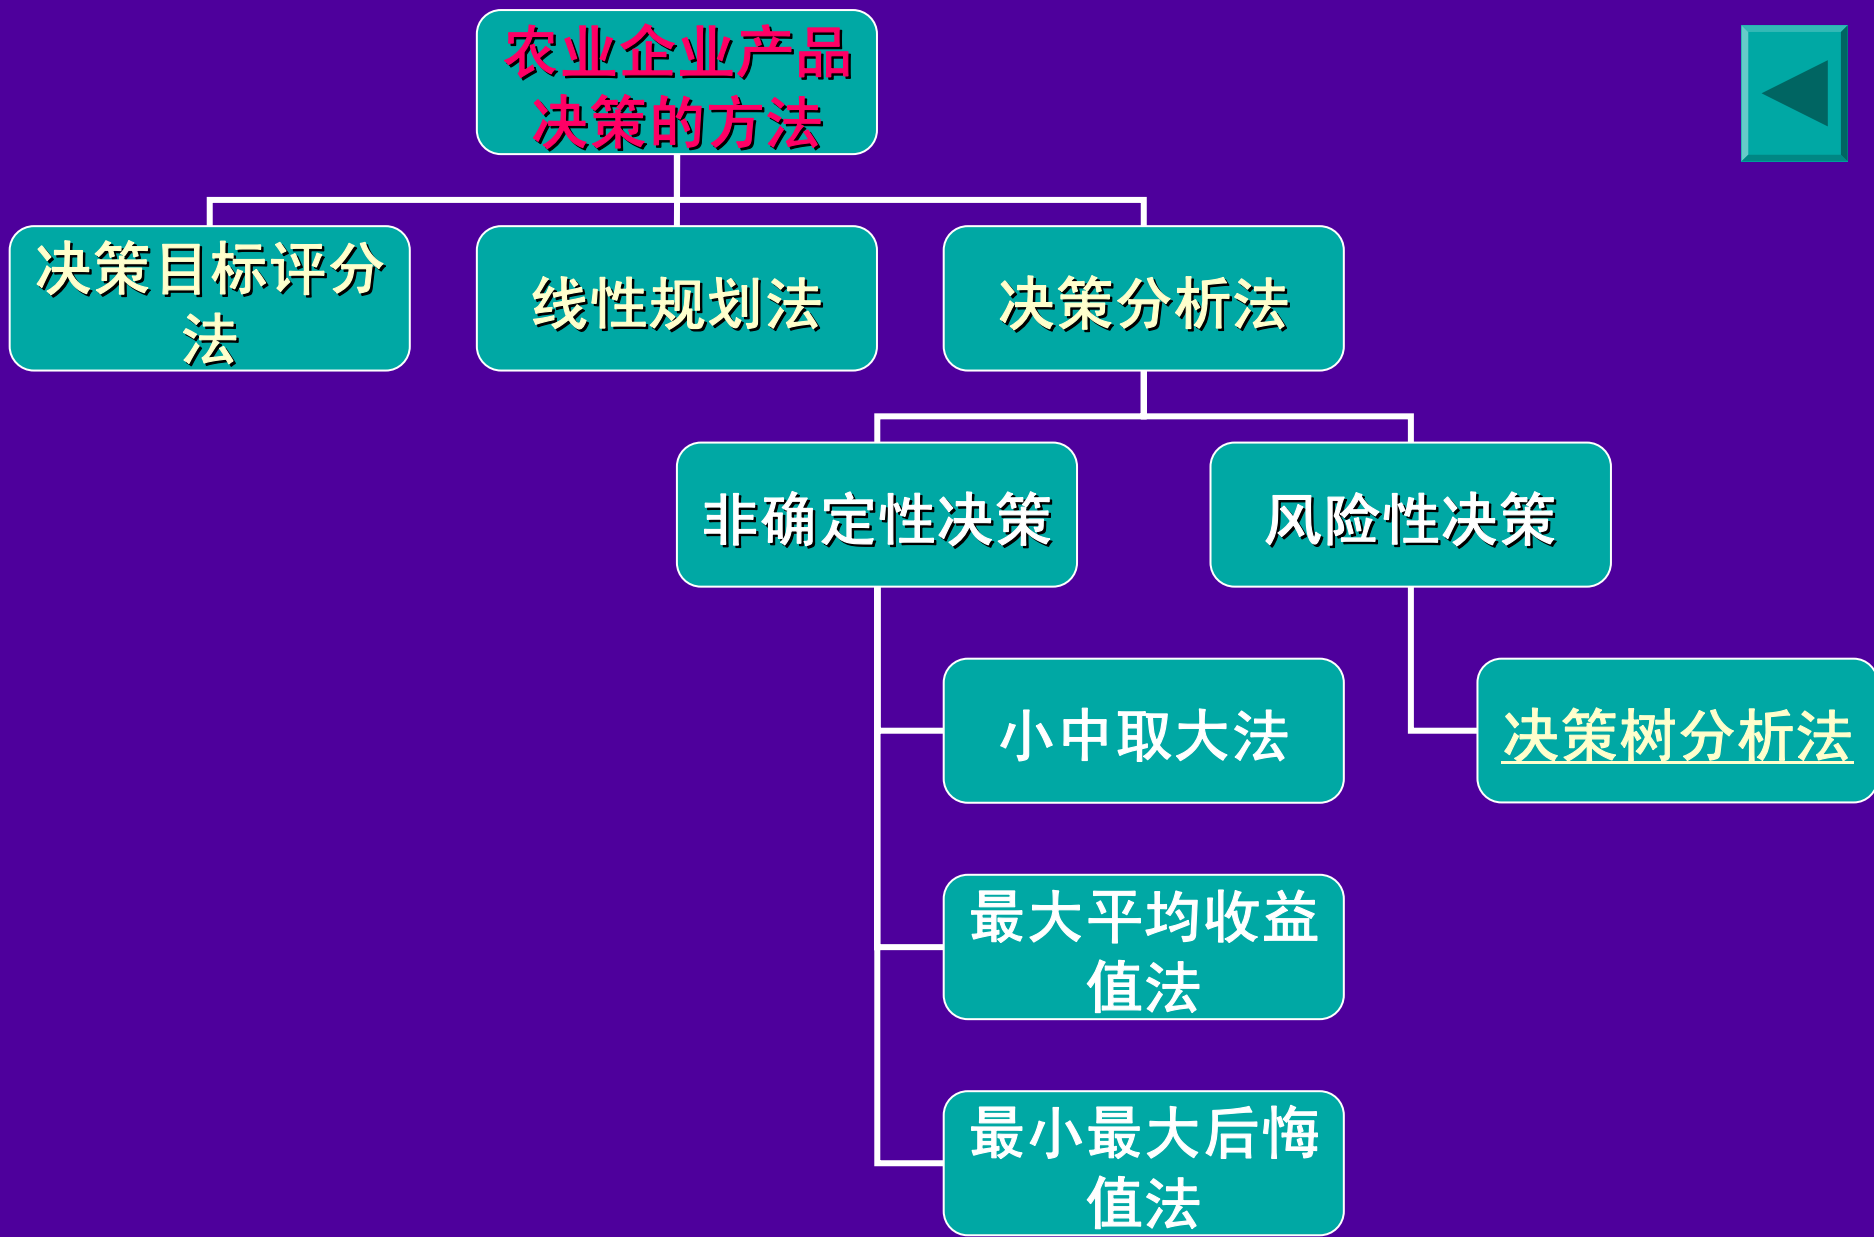 农业企业产品
决策的方法
决策目标评分
法
线性规划法
决策分析法
非确定性决策
风险性决策
小中取大法
决策树分析法
最大平均收益
值法
最小最大后悔
值法